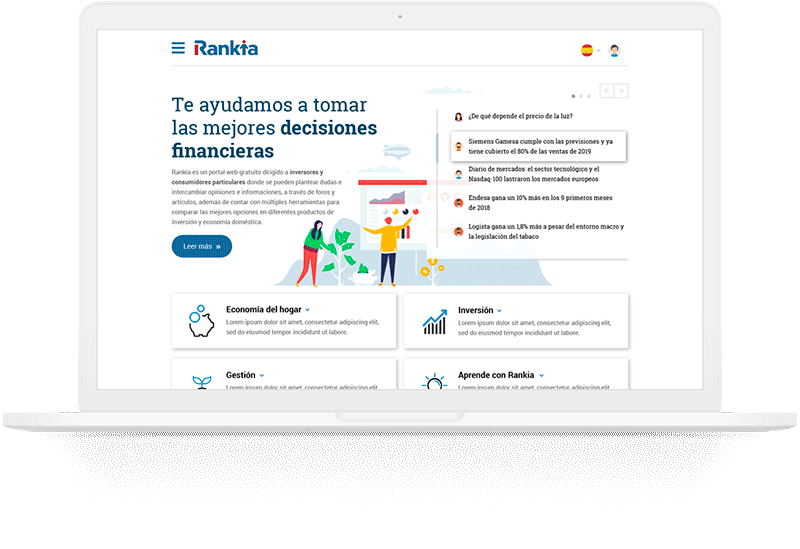 Rankia
Te ayudamos a tomar
las mejores decisiones
financieras
Rankia es un portal web gratuito dirigido a inversores y
consumidores particulares donde se pueden plantear dudas e
intercambiar opiniones e informaciones, a través de foros y
artículos, además de contar con múltiples herramientas para
comparar las mejores opciones en diferentes productos de
inversión y economía doméstica.
Leer más »
¿De qué depende el precio de la luz?
Siemens Gamesa cumple con las previsiones y ya
tiene cubierto el 80% de las ventas de 2019
Diario de mercados: el sector tecnológico y el
Nasdaq-100 lastraron los mercados europeos
Endesa gana un 10% más en los 9 primeros meses
de 2018
Logista gana un 1,8% más a pesar del entorno macro y
la legislación del tabaco
Economía del hogar
Lorem ipsum dolor sit amet, consectetur adipiscing elit,
sed do eiusmod tempor incididunt ut labore.
Inversión
Lorem ipsum dolor sit amet, consectetur adipiscing elit,
sed do eiusmod tempor incididunt ut labore.
Gestión
Lorem ipsum dolor sit amet, consectetur adipiscing elit,
Aprende con Rankia
Lorem ipsum dolor sit amet, consectetur adipiscing elit,